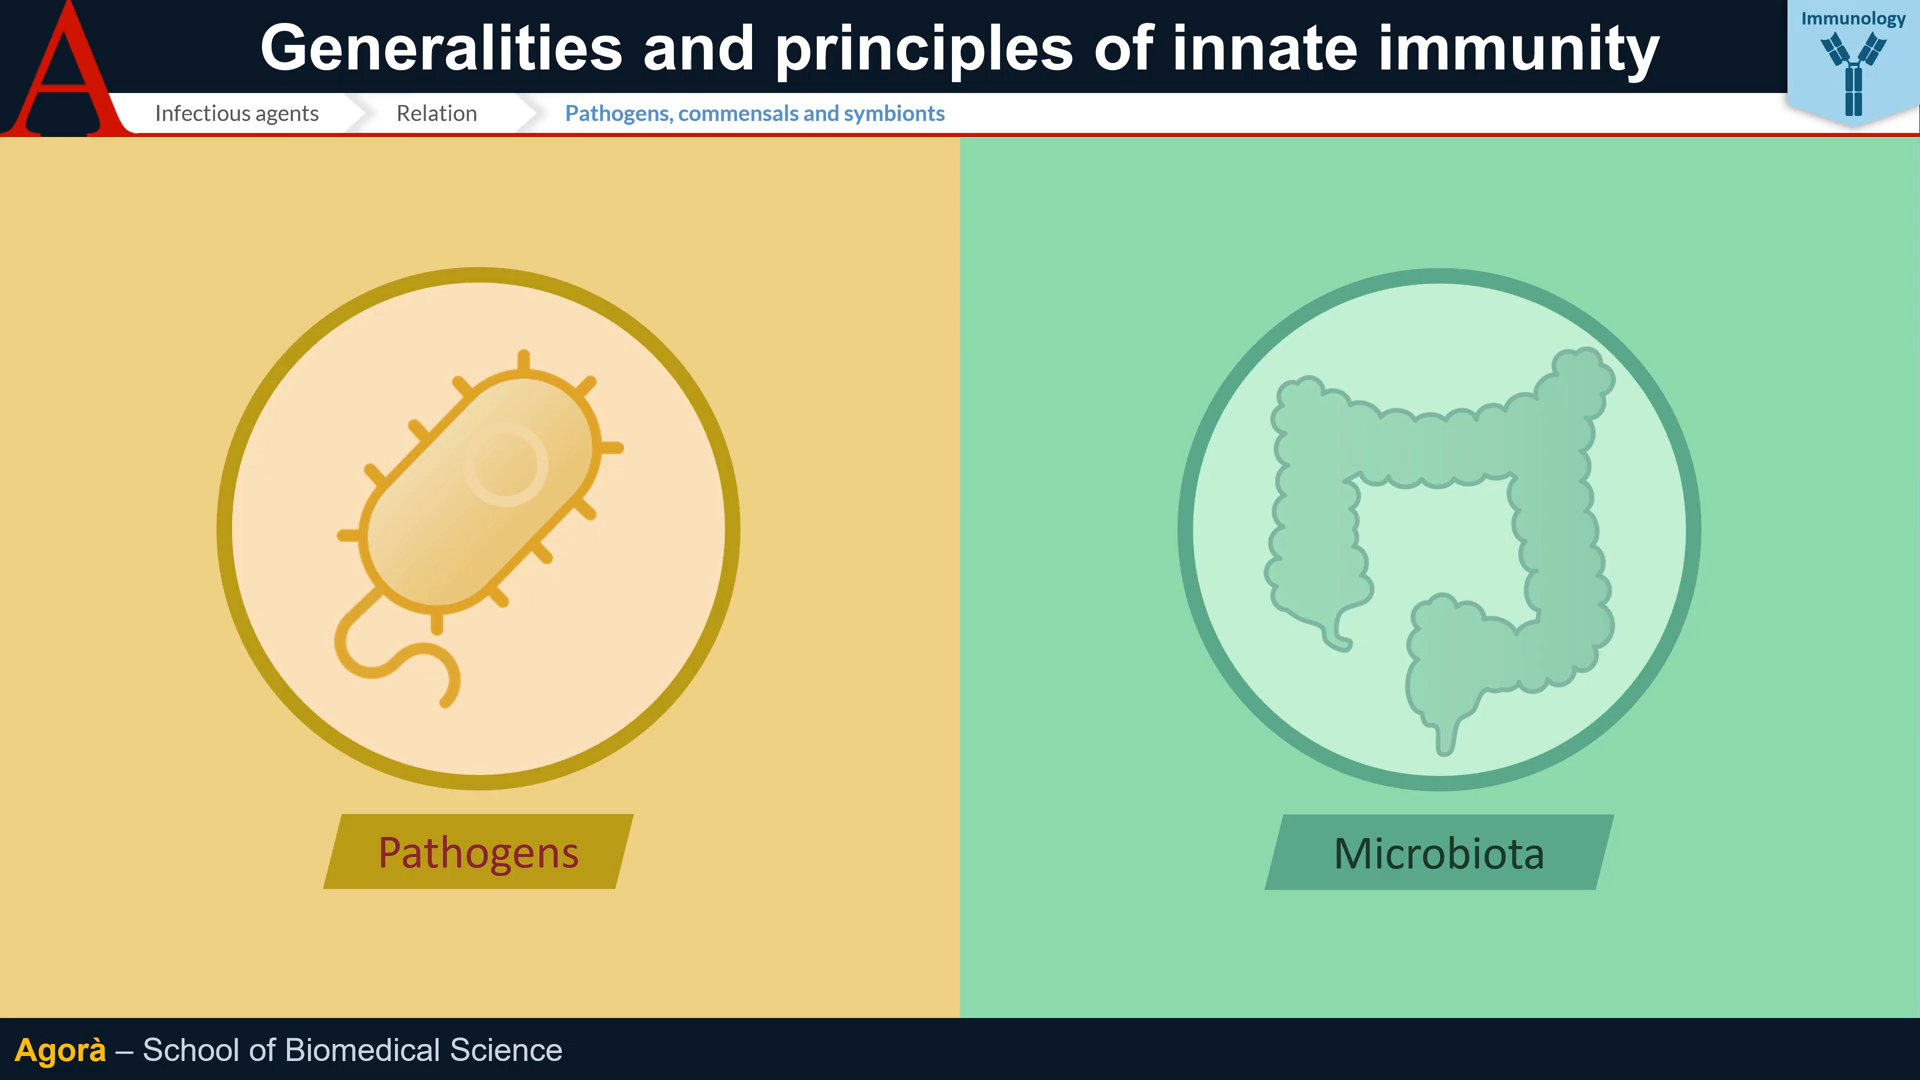 A
Generalities and principles of innate immunity
Immunology
Infectious agents
Relation
Pathogens, commensals and symbionts
Pathogens
Microbiota
Agorà – School of Biomedical Science